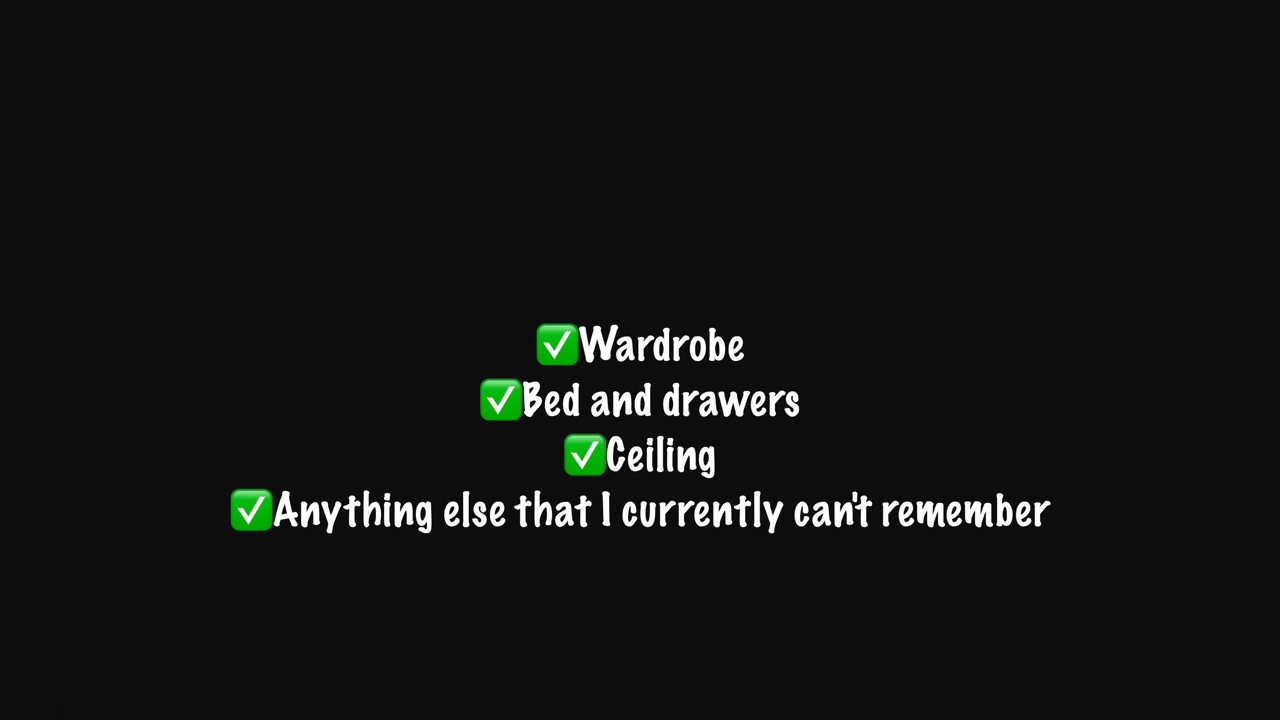 ✅Wardrobe
✅Bed and drawers
✅Ceiling
✅Anything else that I currently can't remember